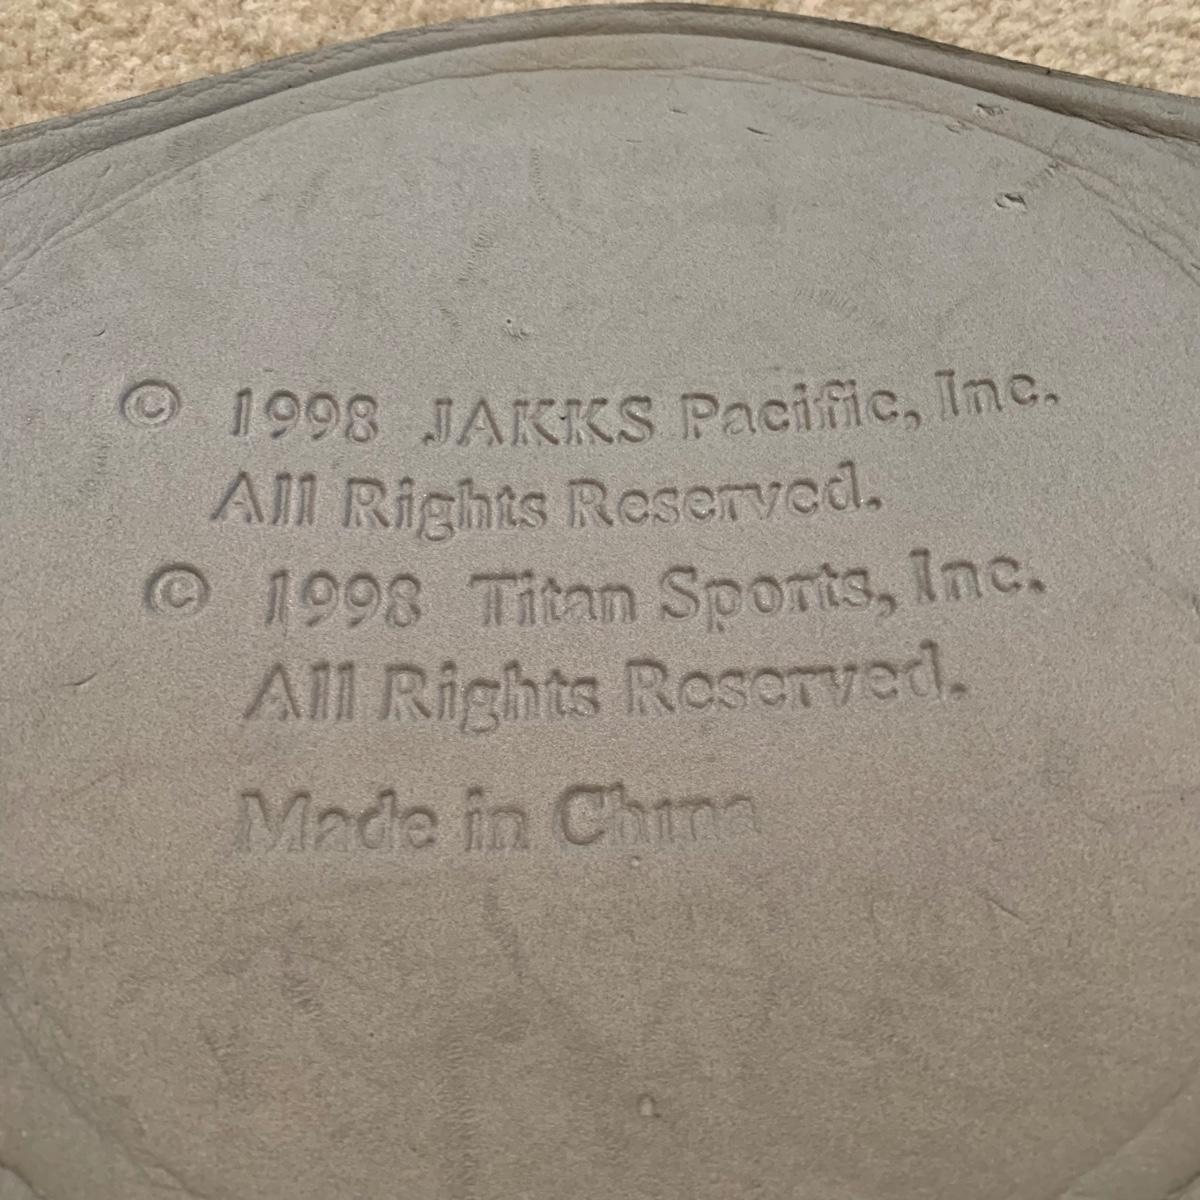 © 1998 JAKKS Pacific, Inc.
All Rights Reserved.
© 1998 Titan Sports, Inc.
All Rights Reserved.
Made in China